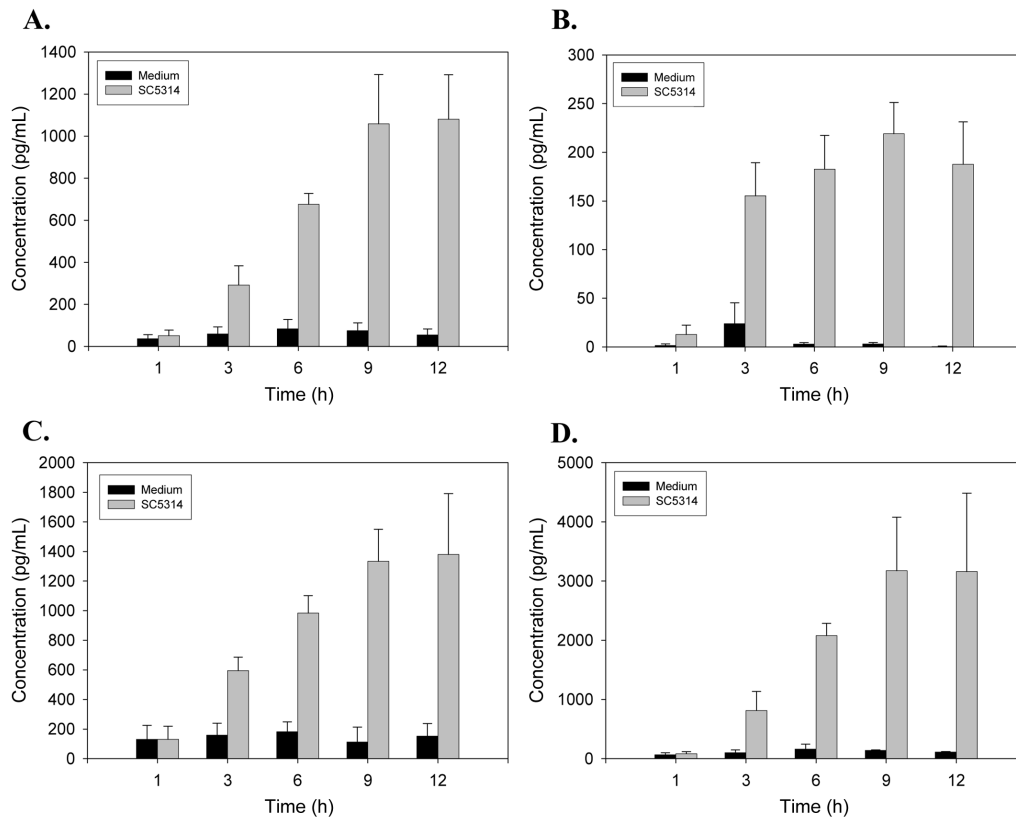 A.
1400
1200
1000
800
600
400
200
0
Concentration (pg/mL)
Medium
SC5314
1 3 6 9 12
Time (h)
B.
300
250
200
150
100
50
0
Concentration (pg/mL)
Medium
SC5314
1 3 6 9 12
Time (h)
C.
2000
1800
1600
1400
1200
1000
800
600
400
200
0
Concentration (pg/mL)
Medium
SC5314
1 3 6 9 12
Time (h)
D.
5000
4000
3000
2000
1000
0
Concentration (pg/mL)
Medium
SC5314
1 3 6 9 12
Time (h)